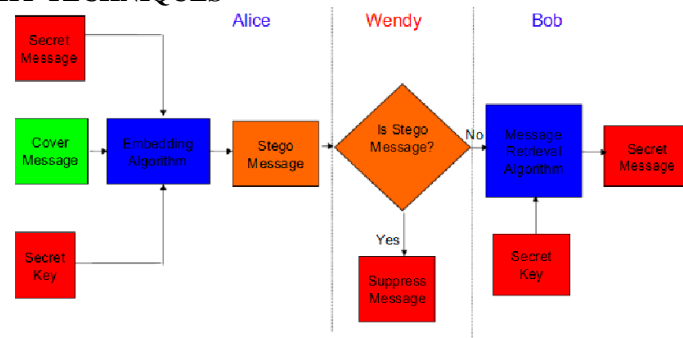 TECHNIQUES
Alice
Wendy
Bob
Secret
Message
Cover
Message
Embedding
Algorithm
Stego
Message
Is Stego
Message?
No
Message
Retrieval
Algorithm
Secret
Message
Yes
Secret
Key
Suppress
Message
Secret
Key